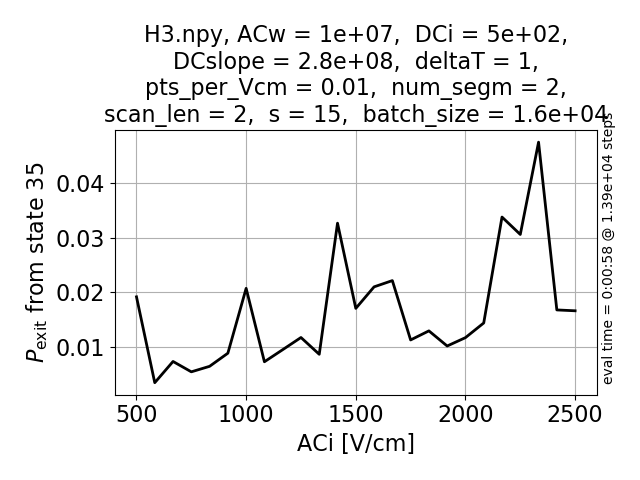 H3.npy, ACw = 1e+07,  DCi = 5e+02,
DCslope = 2.8e+08,  deltaT = 1,
pts_per_Vcm = 0.01,  num_segm = 2,
scan_len = 2,  s = 15,  batch_size = 1.6e+04,
P_exit from state 35
0.04
0.03
0.02
0.01
500 1000 1500 2000 2500
ACi [V/cm]
eval time = 0:00:58 @ 1.39e+04 steps